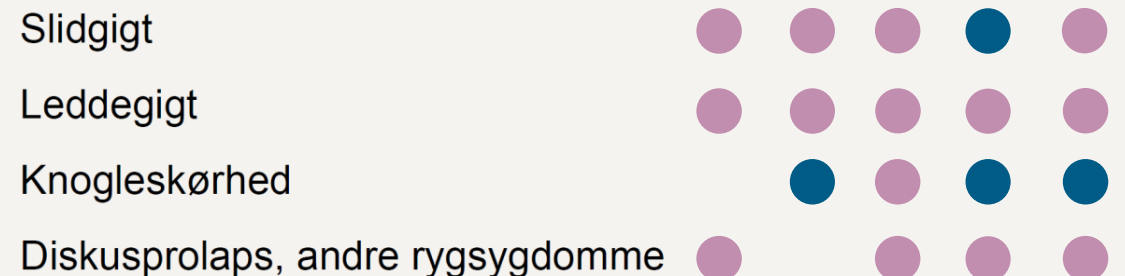 Slidgigt
Leddegigt
Knogleskørhed
Diskusprolaps, andre rygsygdomme